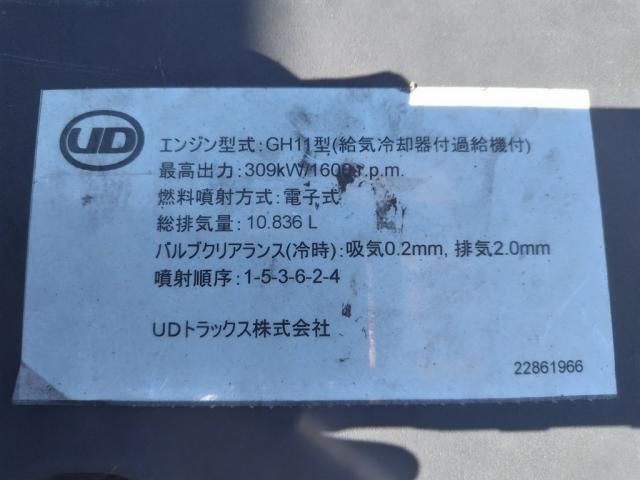 UD
エンジン型式:GH11型(給気冷却器付過給機付)
最高出力:309kW/1600r.p.m.
燃料噴射方式:電子式
総排気量:10.836 L
バルブクリアランス(冷時):吸気0.2mm, 排気2.0mm
噴射順序:1-5-3-6-2-4
UDトラックス株式会社
22861966